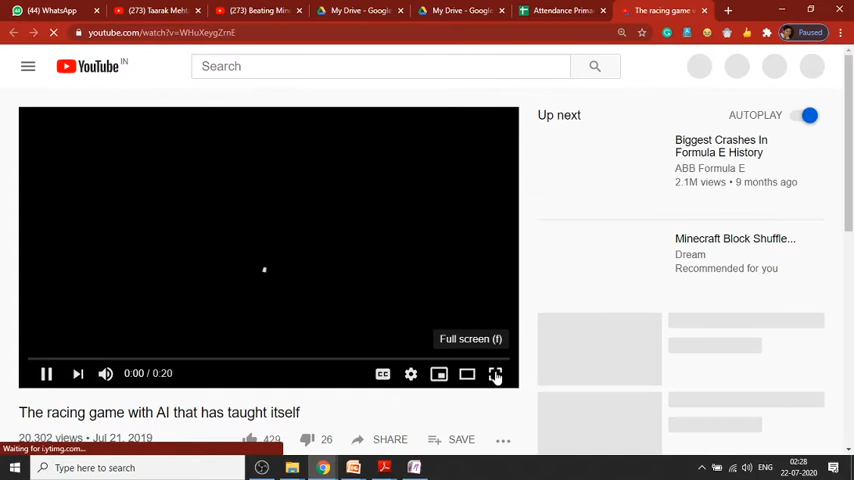 (44) WhatsApp
(273) Taarak Meht
(273) Beating Min
My Drive - Google
My Drive - Google
Attendance Prima
The racing game w
youtube.com/watch?v=WHuXeygZrnE
Paused
YouTube IN
Search
Up next
AUTOPLAY
Biggest Crashes In
Formula E History
ABB Formula E
2.1M views • 9 months ago
Minecraft Block Shuffle...
Dream
Recommended for you
Full screen (f)
0:00 / 0:20
CC
The racing game with AI that has taught itself
20,302 views • Jul 21, 2019
429
26
SHARE
SAVE
Waiting for i.ytimg.com...
Type here to search
ENG
02:28
22-07-2020